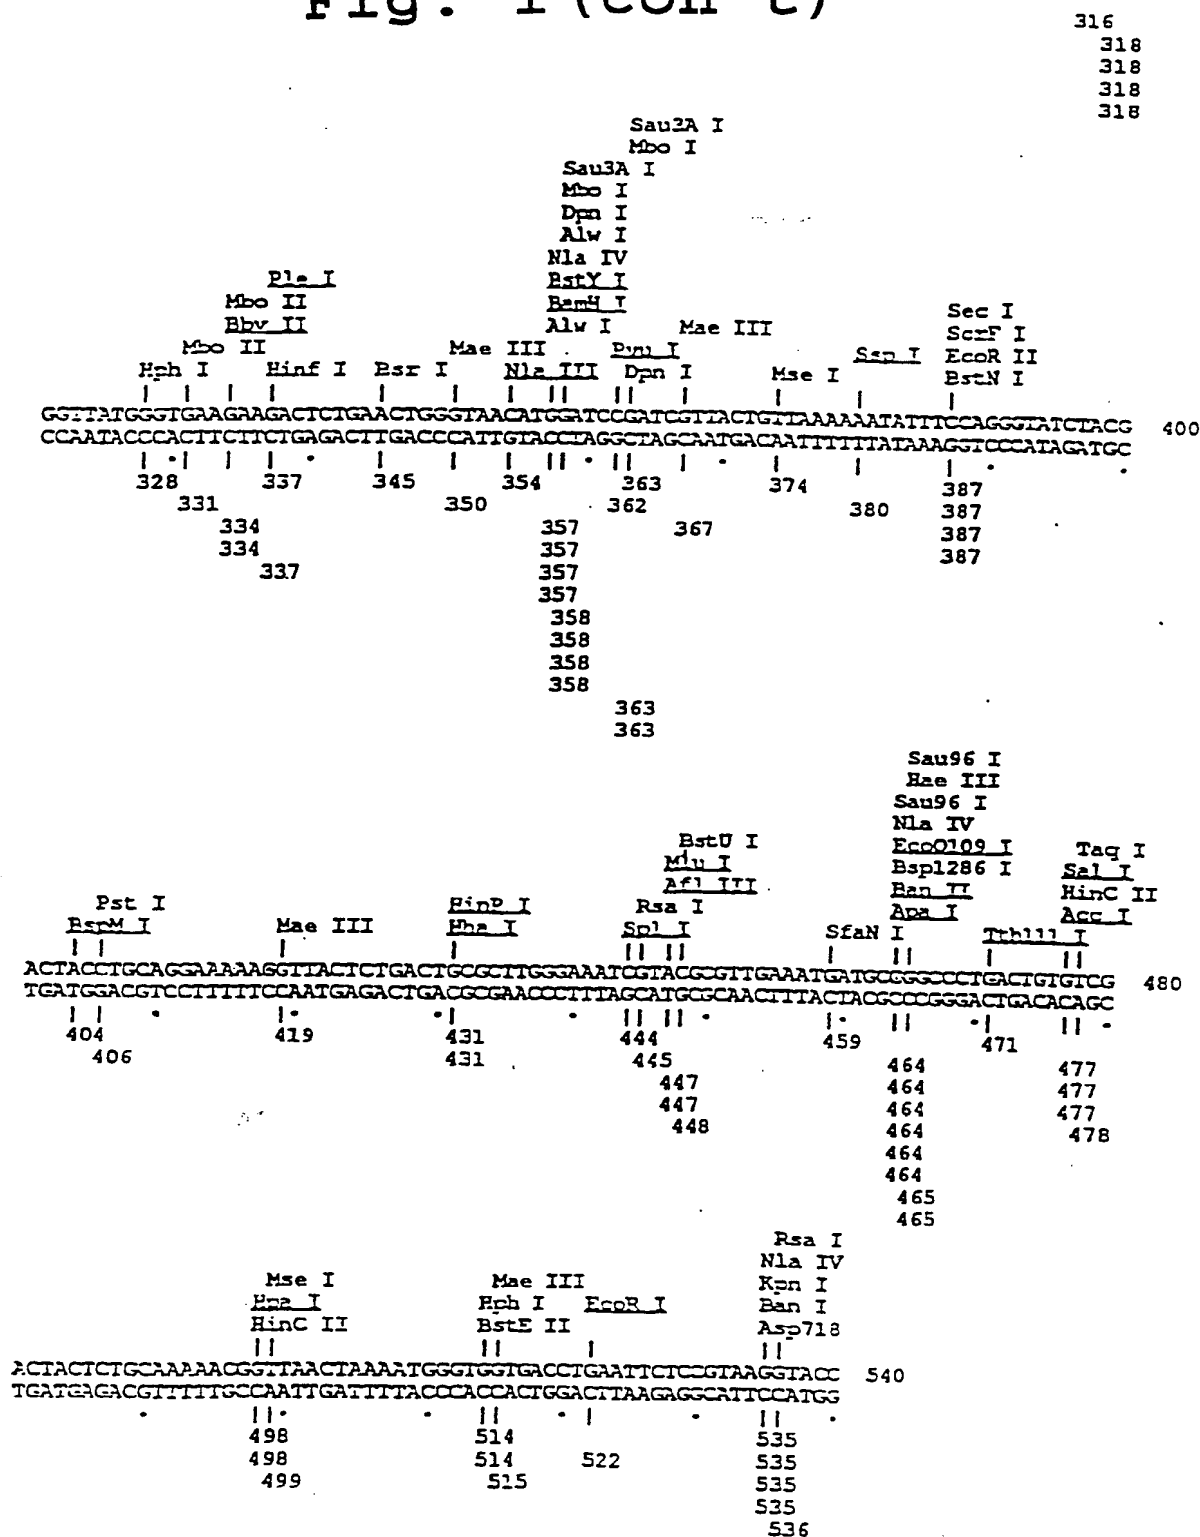 Fig. 1 (con't)
316
318
318
318
318
Sau3A I
Mbo I
Sau3A I
Mbo I
Dpn I
Alw I
Nla IV
Ple I BstY I
Mbo II BamH I
Bbv II Alw I Mae III Sec I
Mbo II Mae III Pvu I Ssp I ScrF I
Hph I Hinf I Bsr I Nla III Dpn I Mse I EcoR II
BstN I
GGTTATGGGTGAAGAAGACTCTGAACTGGGTAACATGGATCCGATCGTTACTGTTAAAAAAATATTTCCAGGGTATCTACG 400
CCAATACCCACTTCTTCTGAGACTTGACCCATTGTACCTAGGCTAGCAATGACAATTTTTTTATAAAGGTCCCATAGATGC
328 337 345 354 363 374 387
331 350 362 380 387
334 357 367 387
334 357 387
337 357
357
358
358
358
358
363
363
Sau96 I
Hae III
Sau96 I
Nla IV
BstU I EcoO109 I Taq I
Mlu I Bsp1286 I Sal I
Pst I HinP I Afl III Ban II HinC II
BspM I Mae III Hha I Rsa I Apa I Acc I
Spl I SfaN I Tth111 I
ACTACCTGCAGGAAAAAGGTTACTCTGACTGCGCTTGGGAAATCGTACGCGTTGAAATGATGCGGGCCCTGACTGTGTCG 480
TGATGGACGTCCTTTTTCCAATGAGACTGACGCGAACCCTTTAGCATGCGCAACTTTACTACGCCCGGGACTGACACAGC
404 419 431 444 459 471
406 431 445 464 477
447 464 477
447 464 477
448 464 478
464
464
465
465
Rsa I
Nla IV
Mse I Mae III Kpn I
Hpa I Hph I EcoR I Ban I
HinC II BstE II Asp718
ACTACTCTGCAAAAACGGTTAACTAAAATGGGTGGTGACCTGAATTCTCCGTAAGGTACC 540
TGATGAGACGTTTTTGCCAATTGATTTTACCCACCACTGGACTTAAGAGGCATTCCATGG
498 514 535
498 514 522 535
499 515 535
535
536